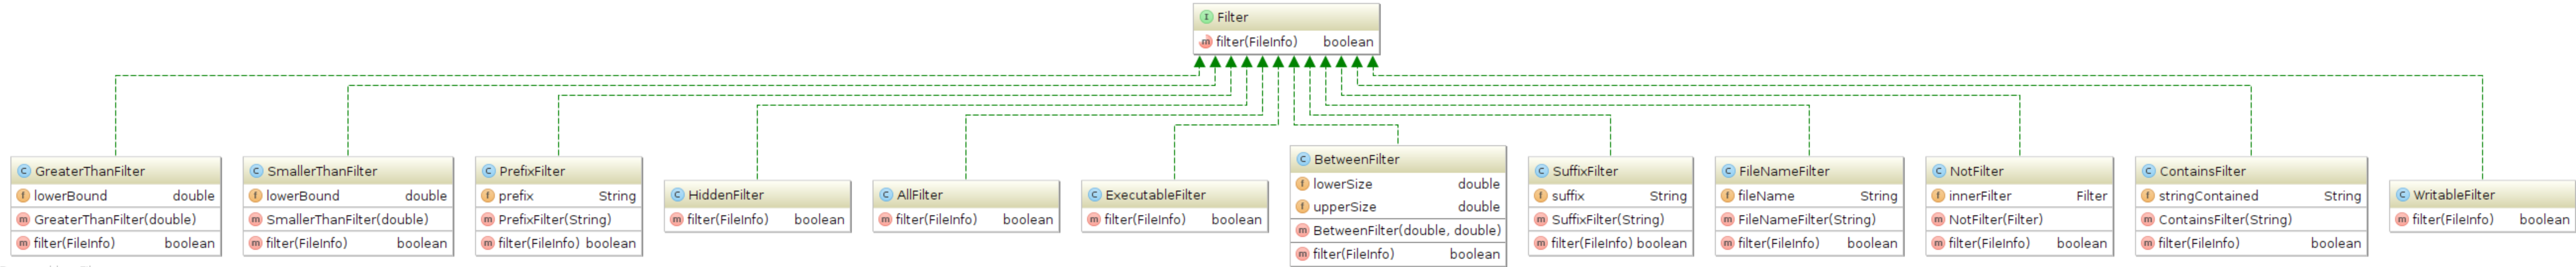 I Filter
m filter(FileInfo) boolean
C GreaterThanFilter
f lowerBound double
m GreaterThanFilter(double)
m filter(FileInfo) boolean
C SmallerThanFilter
f lowerBound double
m SmallerThanFilter(double)
m filter(FileInfo) boolean
C PrefixFilter
f prefix String
m PrefixFilter(String)
m filter(FileInfo) boolean
C HiddenFilter
m filter(FileInfo) boolean
C AllFilter
m filter(FileInfo) boolean
C ExecutableFilter
m filter(FileInfo) boolean
C BetweenFilter
f lowerSize double
f upperSize double
m BetweenFilter(double, double)
m filter(FileInfo) boolean
C SuffixFilter
f suffix String
m SuffixFilter(String)
m filter(FileInfo) boolean
C FileNameFilter
f fileName String
m FileNameFilter(String)
m filter(FileInfo) boolean
C NotFilter
f innerFilter Filter
m NotFilter(Filter)
m filter(FileInfo) boolean
C ContainsFilter
f stringContained String
m ContainsFilter(String)
m filter(FileInfo) boolean
C WritableFilter
m filter(FileInfo) boolean